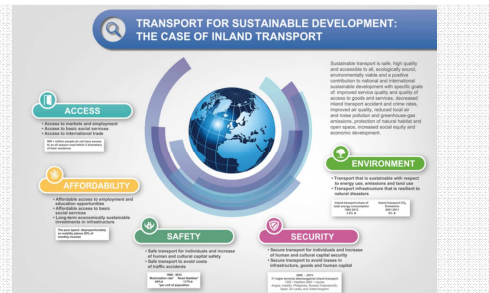 TRANSPORT FOR SUSTAINABLE DEVELOPMENT:
THE CASE OF INLAND TRANSPORT
Sustainable transport is safe, high quality
and accessible to all, ecologically sound,
environmentally viable and a positive
contribution to national and international
sustainable development with specific goals
of improved service quality and quality of
access to goods and services, decreased
inland transport accident and crime rates,
improved air quality, reduced local air
and noise pollution and greenhouse-gas
emissions, protection of natural habitat and
open space, increased social equity and
economic development.
ACCESS
• Access to markets and employment
• Access to basic social services
• Access to international trade
AFFORDABILITY
• Affordable access to employment and
education opportunities
• Affordable access to basic
social services
• Long-term economically sustainable
investments in infrastructure
SAFETY
• Safe transport for individuals and increase
of human and cultural capital safety
• Safe transport to avoid costs
of traffic accidents
SECURITY
• Secure transport for individuals and increase
of human and cultural capital security
• Secure transport to avoid losses in
infrastructure, goods and human capital
ENVIRONMENT
• Transport that is sustainable with respect
to energy use, emissions and land use
• Transport infrastructure that is resilient to
natural disasters